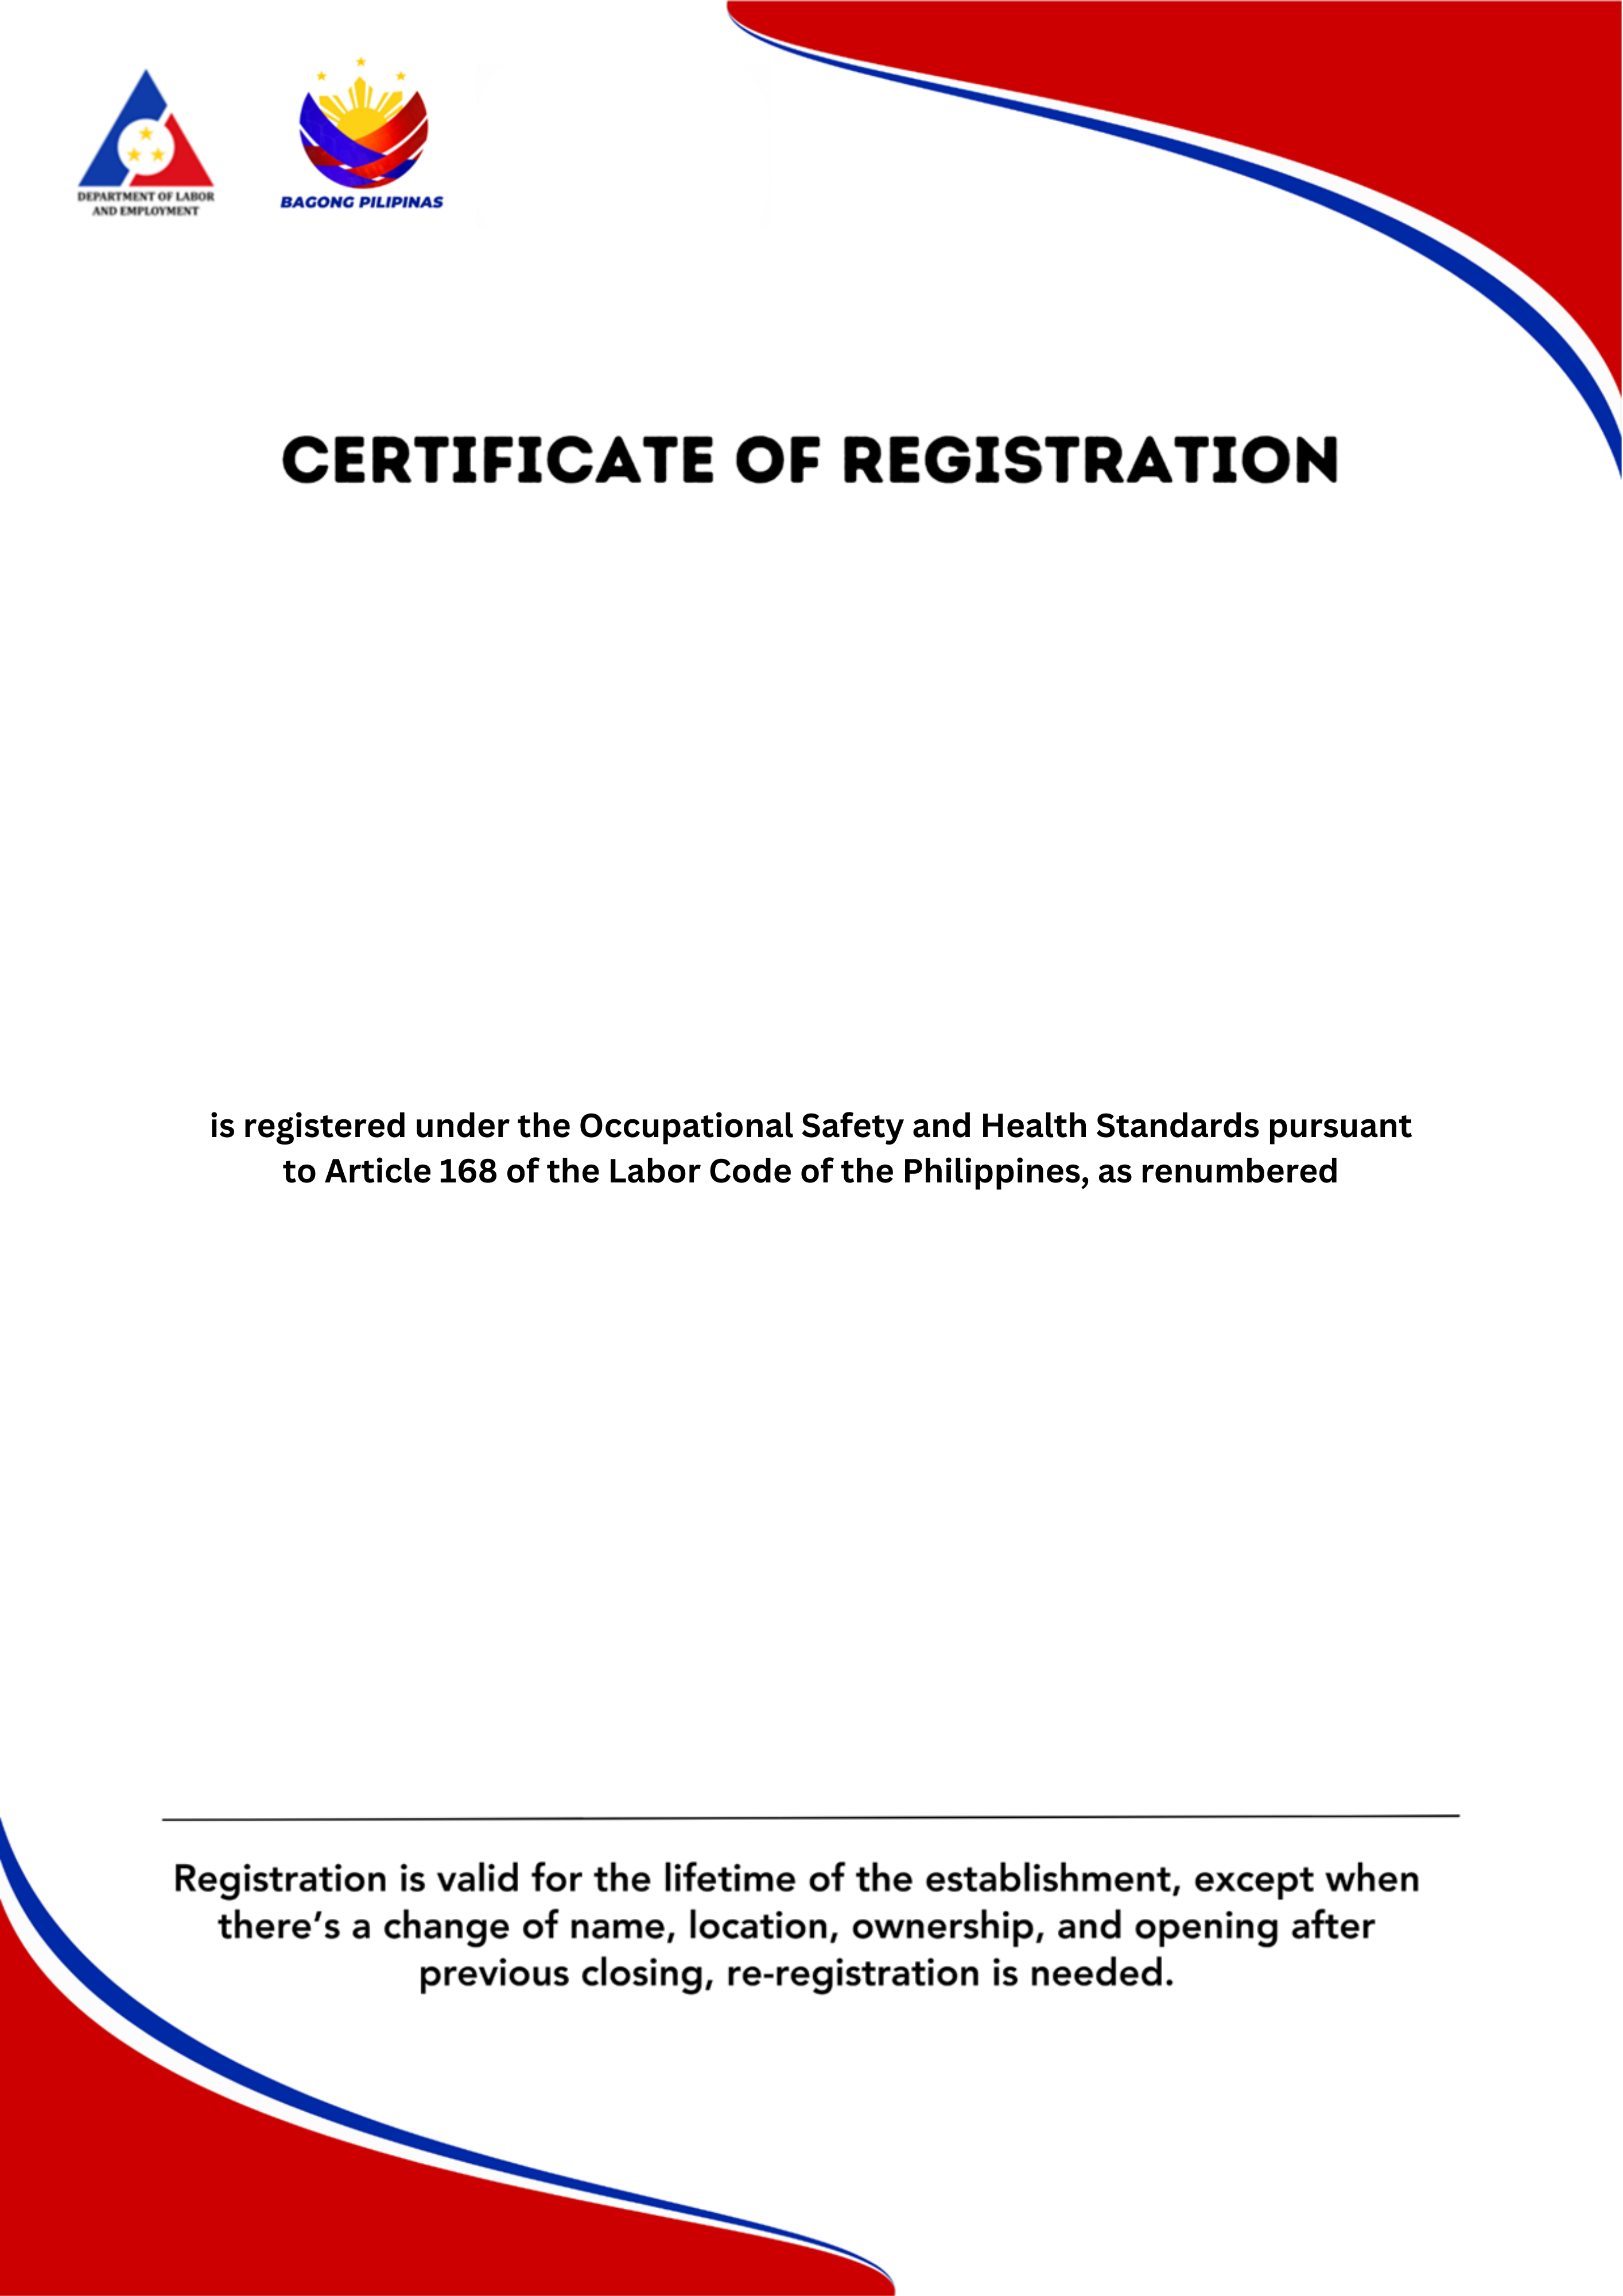 DEPARTMENT OF LABOR
AND EMPLOYMENT
BAGONG PILIPINAS
CERTIFICATE OF REGISTRATION
is registered under the Occupational Safety and Health Standards pursuant
to Article 168 of the Labor Code of the Philippines, as renumbered
Registration is valid for the lifetime of the establishment, except when
there’s a change of name, location, ownership, and opening after
previous closing, re-registration is needed.